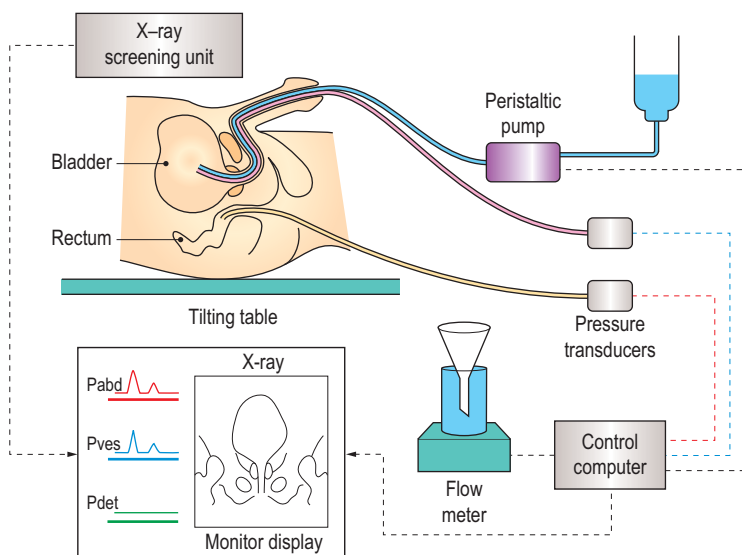 X–ray
screening unit
Peristaltic
pump
Bladder
Rectum
Tilting table
Pressure
transducers
X-ray
Pabd
Pves
Pdet
Monitor display
Flow
meter
Control
computer